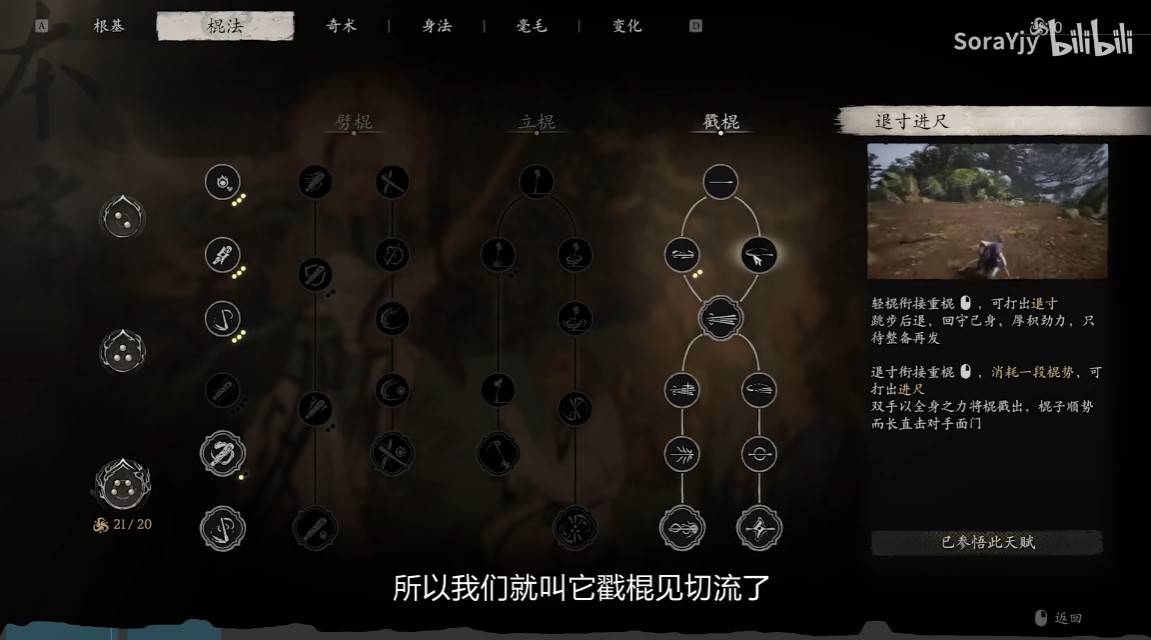 A 根基 棍法 奇术 身法 毫毛 变化 D
SoraYjy bilibili
劈棍 立棍 戳棍
退寸进尺
轻棍衔接重棍 ，可打出退寸
跳步后退，回守己身，厚积劲力，只
待整备再发
退寸衔接重棍 ，消耗一段棍势，可
打出进尺
双手以全身之力将棍戳出，棍子顺势
而长直击对手面门
21/20
已参悟此天赋
所以我们就叫它戳棍见切流了
返回